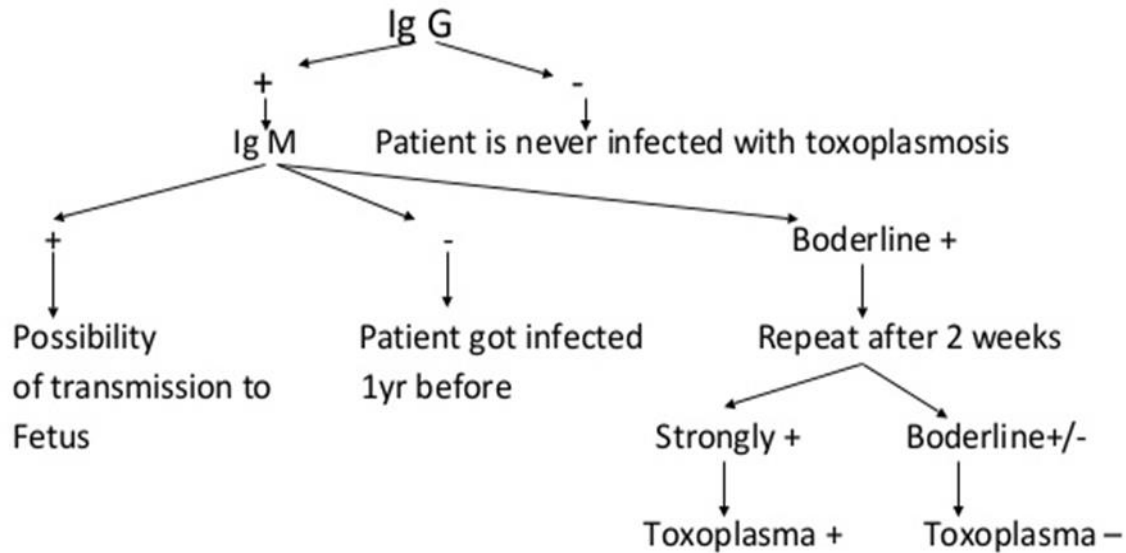 Ig G
+
-
Ig M
Patient is never infected with toxoplasmosis
+
-
Boderline +
Possibility
of transmission to
Fetus
Patient got infected
1yr before
Repeat after 2 weeks
Strongly +
Boderline+/-
Toxoplasma +
Toxoplasma –